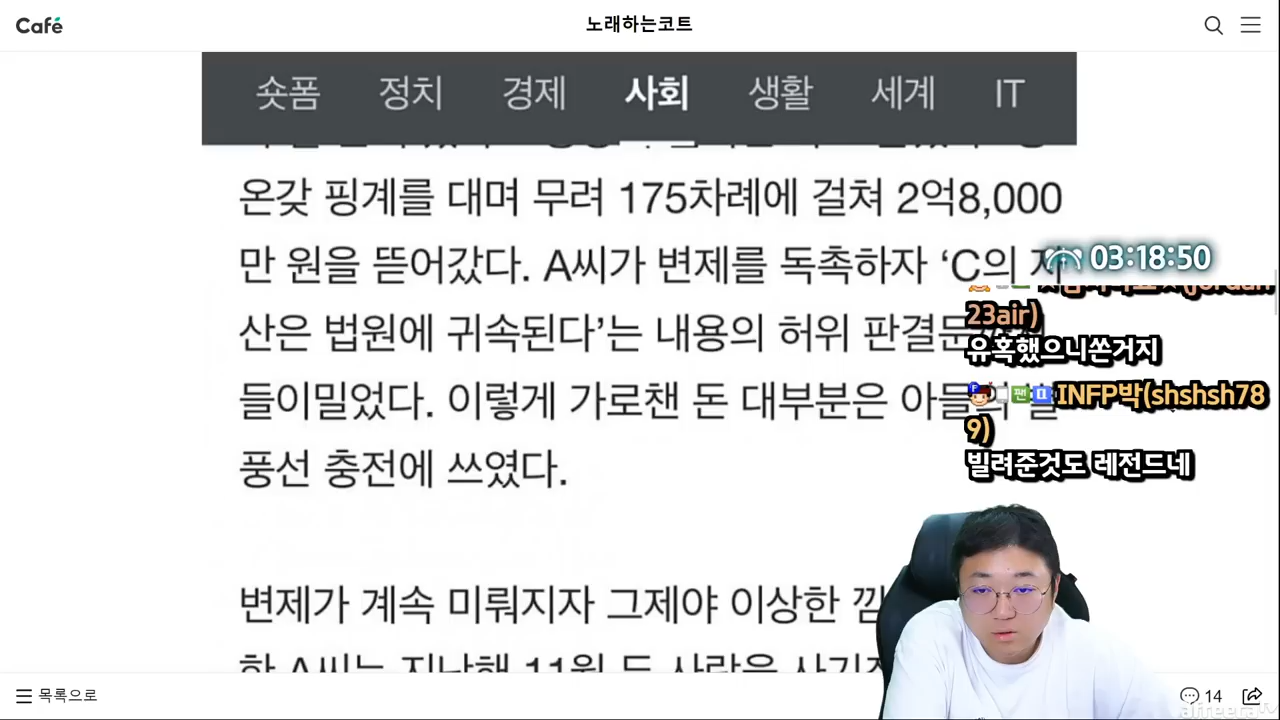 Café
노래하는코트
숏폼 정치 경제 사회 생활 세계 IT
온갖 핑계를 대며 무려 175차례에 걸쳐 2억8,000
만 원을 뜯어갔다. A씨가 변제를 독촉하자 ‘C의
03:18:50
산은 법원에 귀속된다’는 내용의 허위
23air)
유혹했으니쏜거지
들이밀었다. 이렇게 가로챈 돈 대부분은
INFP박(shshsh78
9)
빌려준것도 레전드네
풍선 충전에 쓰였다.
변제가 계속 미뤄지자 그제야 이상한
목록으로
14
afreecaTV